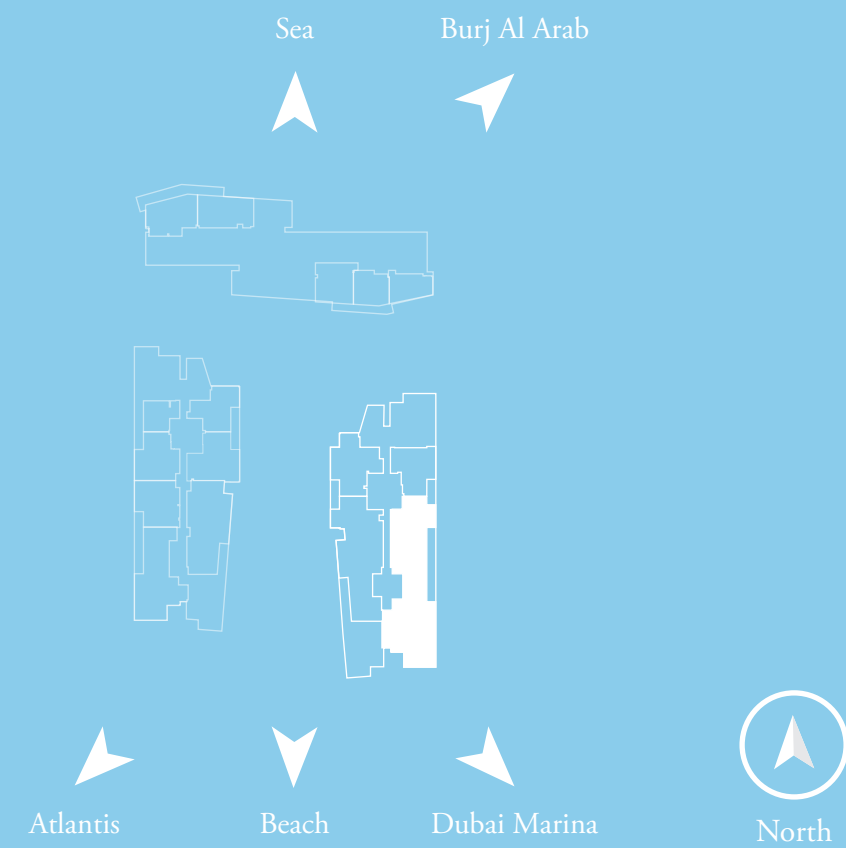 Sea
Burj Al Arab
Atlantis
Beach
Dubai Marina
North